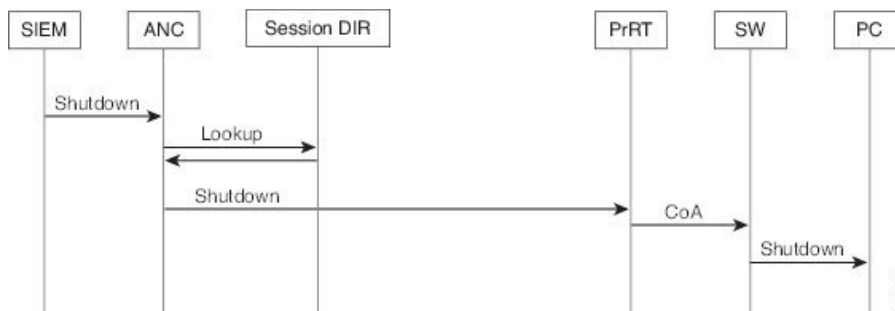 SIEM
ANC
Session DIR
PrRT
SW
PC
Shutdown
Lookup
Shutdown
CoA
Shutdown